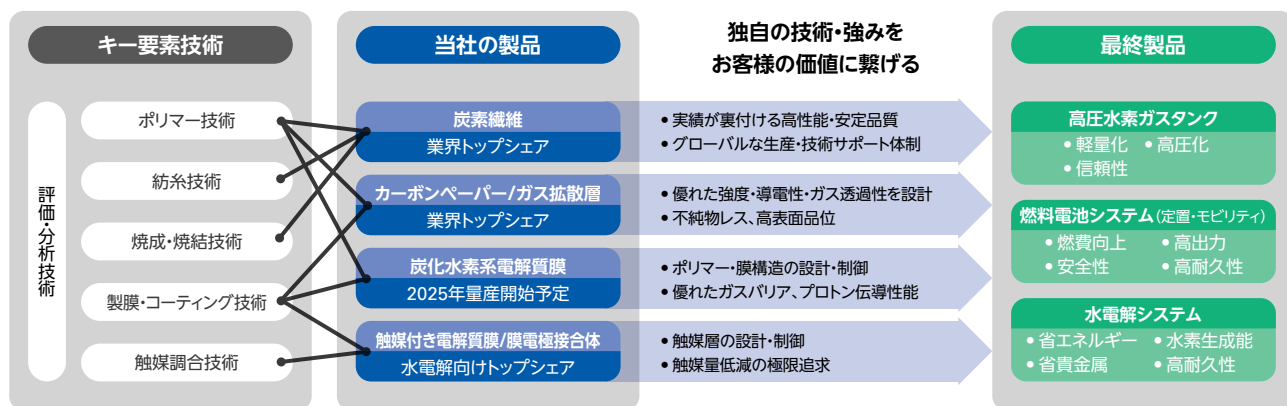 キー要素技術
評価・分析技術
ポリマー技術
紡糸技術
焼成・焼結技術
製膜・コーティング技術
触媒調合技術
当社の製品
炭素繊維
業界トップシェア
カーボンペーパー/ガス拡散層
業界トップシェア
炭化水素系電解質膜
2025年量産開始予定
触媒付き電解質膜/膜電極接合体
水電解向けトップシェア
独自の技術・強みを
お客様の価値に繋げる
• 実績が裏付ける高性能・安定品質
• グローバルな生産・技術サポート体制
• 優れた強度・導電性・ガス透過性を設計
• 不純物レス、高表面品位
• ポリマー・膜構造の設計・制御
• 優れたガスバリア、プロトン伝導性能
• 触媒層の設計・制御
• 触媒量低減の極限追求
最終製品
高圧水素ガスタンク
• 軽量化 • 高圧化
• 信頼性
燃料電池システム(定置・モビリティ)
• 燃費向上 • 高出力
• 安全性 • 高耐久性
水電解システム
• 省エネルギー • 水素生成能
• 省貴金属 • 高耐久性